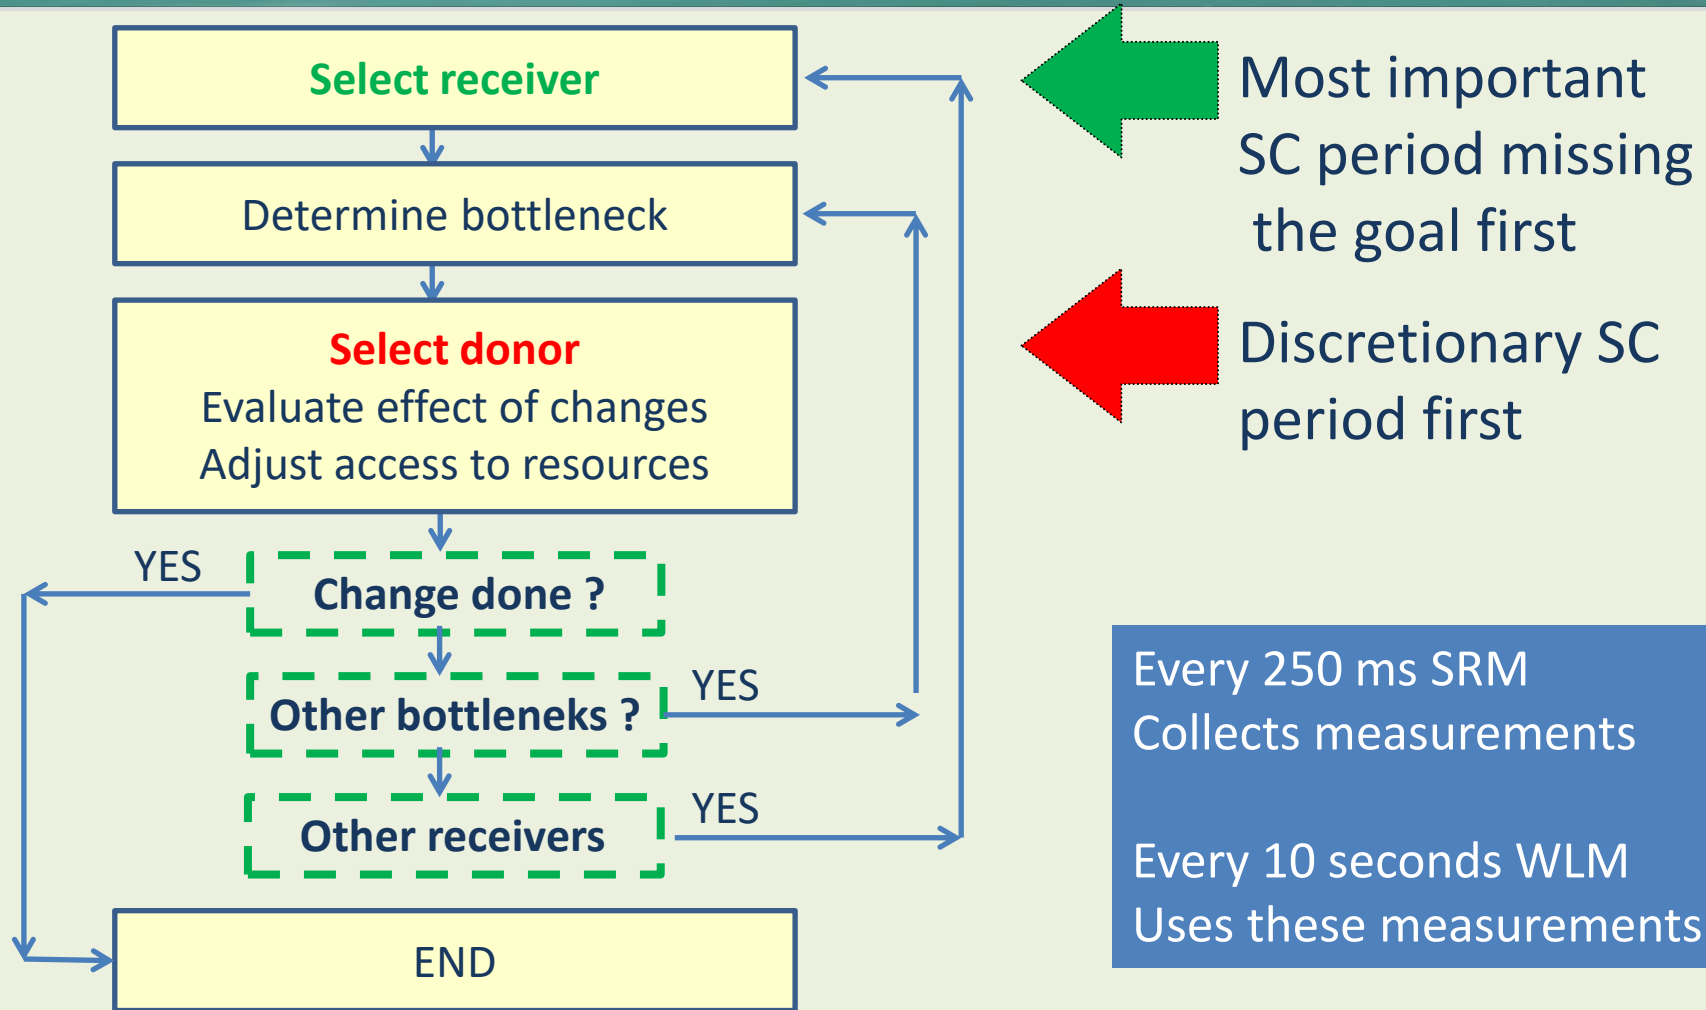 Select receiver
Determine bottleneck
Select donor
Evaluate effect of changes
Adjust access to resources
YES
Change done ?
Other bottleneks ?
YES
Other receivers
YES
END
Most important
SC period missing
the goal first
Discretionary SC
period first
Every 250 ms SRM
Collects measurements
Every 10 seconds WLM
Uses these measurements